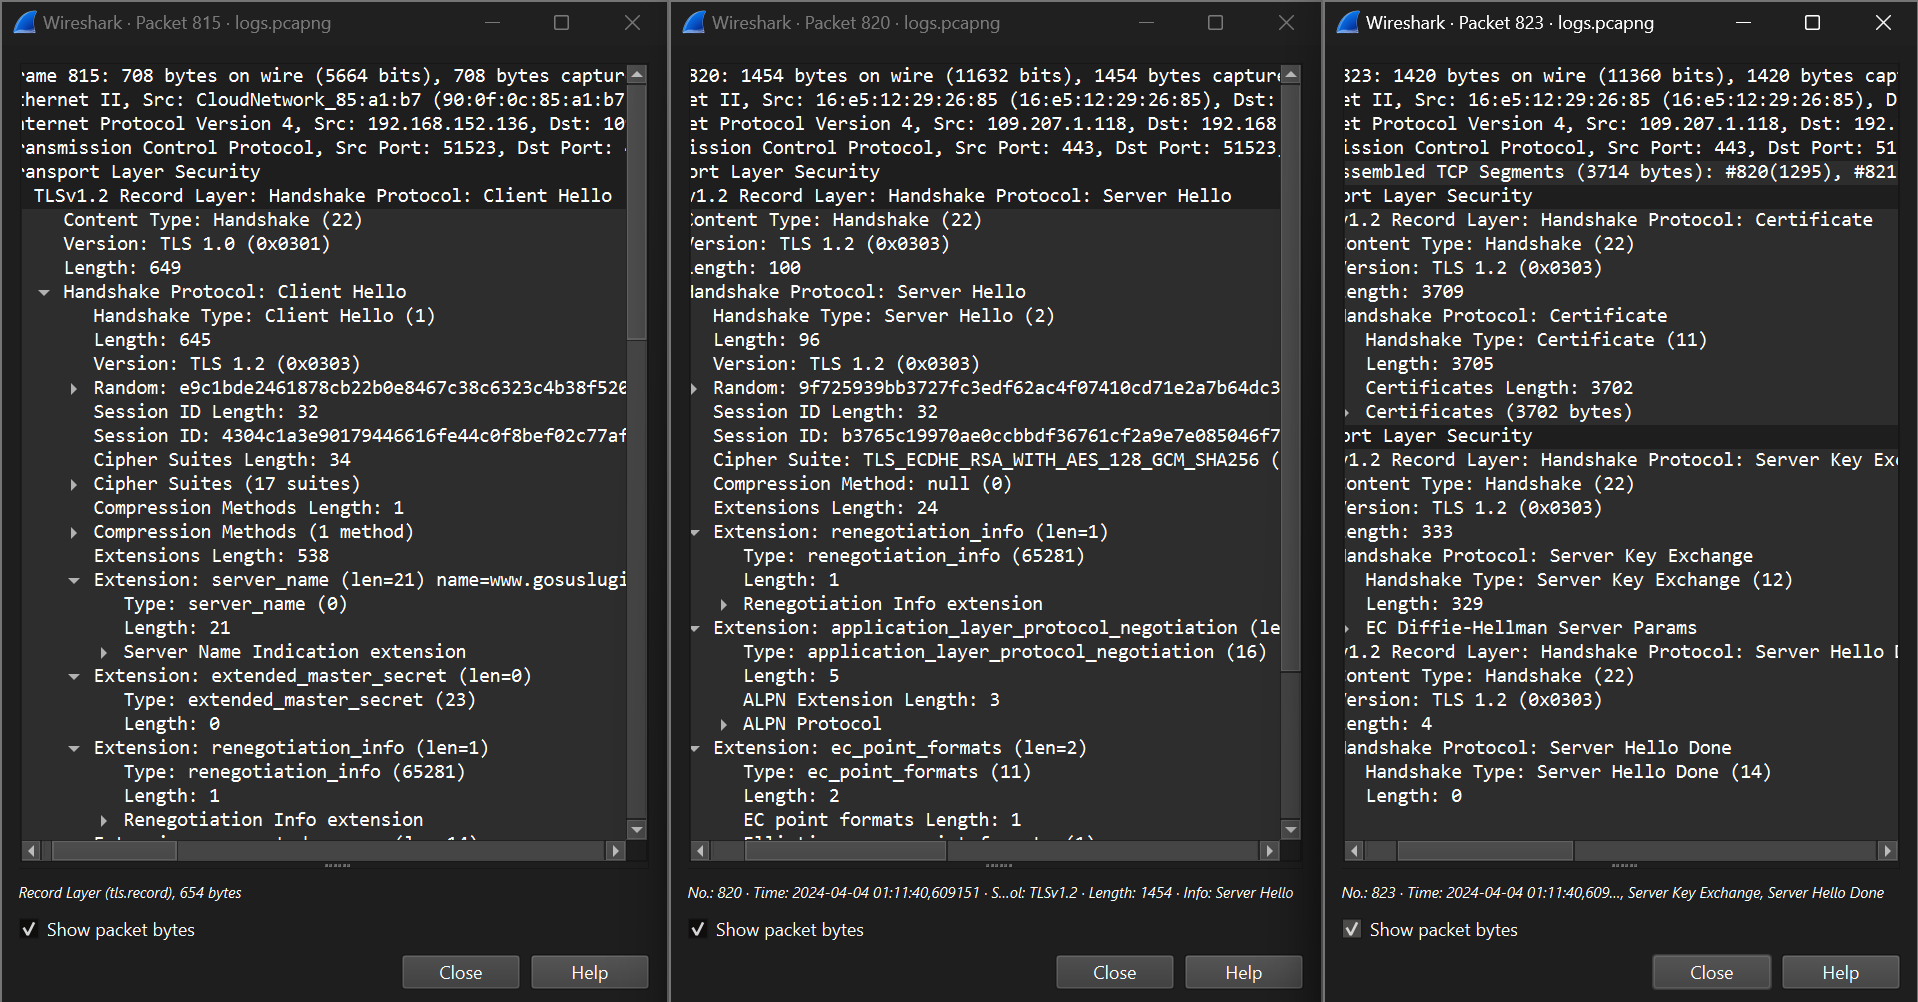 Wireshark · Packet 815 · logs.pcapng
ame 815: 708 bytes on wire (5664 bits), 708 bytes captur
thernet II, Src: CloudNetwork_85:a1:b7 (90:0f:0c:85:a1:b7
nternet Protocol Version 4, Src: 192.168.152.136, Dst: 10
ransmission Control Protocol, Src Port: 51523, Dst Port:
ransport Layer Security
TLSv1.2 Record Layer: Handshake Protocol: Client Hello
Content Type: Handshake (22)
Version: TLS 1.0 (0x0301)
Length: 649
Handshake Protocol: Client Hello
Handshake Type: Client Hello (1)
Length: 645
Version: TLS 1.2 (0x0303)
Random: e9c1bde2461878cb22b0e8467c38c6323c4b38f520
Session ID Length: 32
Session ID: 4304c1a3e90179446616fe44c0f8bef02c77af
Cipher Suites Length: 34
Cipher Suites (17 suites)
Compression Methods Length: 1
Compression Methods (1 method)
Extensions Length: 538
Extension: server_name (len=21) name=www.gosuslugi
Type: server_name (0)
Length: 21
Server Name Indication extension
Extension: extended_master_secret (len=0)
Type: extended_master_secret (23)
Length: 0
Extension: renegotiation_info (len=1)
Type: renegotiation_info (65281)
Length: 1
Renegotiation Info extension
Record Layer (tls.record), 654 bytes
Show packet bytes
Close
Help
Wireshark · Packet 820 · logs.pcapng
820: 1454 bytes on wire (11632 bits), 1454 bytes capture
et II, Src: 16:e5:12:29:26:85 (16:e5:12:29:26:85), Dst:
et Protocol Version 4, Src: 109.207.1.118, Dst: 192.168
ission Control Protocol, Src Port: 443, Dst Port: 51523
ort Layer Security
v1.2 Record Layer: Handshake Protocol: Server Hello
Content Type: Handshake (22)
Version: TLS 1.2 (0x0303)
Length: 100
Handshake Protocol: Server Hello
Handshake Type: Server Hello (2)
Length: 96
Version: TLS 1.2 (0x0303)
Random: 9f725939bb3727fc3edf62ac4f07410cd71e2a7b64dc3
Session ID Length: 32
Session ID: b3765c19970ae0ccbbdf36761cf2a9e7e085046f7
Cipher Suite: TLS_ECDHE_RSA_WITH_AES_128_GCM_SHA256 (
Compression Method: null (0)
Extensions Length: 24
Extension: renegotiation_info (len=1)
Type: renegotiation_info (65281)
Length: 1
Renegotiation Info extension
Extension: application_layer_protocol_negotiation (le
Type: application_layer_protocol_negotiation (16)
Length: 5
ALPN Extension Length: 3
ALPN Protocol
Extension: ec_point_formats (len=2)
Type: ec_point_formats (11)
Length: 2
EC point formats Length: 1
No.: 820 · Time: 2024-04-04 01:11:40,609151 · S...ol: TLSv1.2 · Length: 1454 · Info: Server Hello
Show packet bytes
Close
Help
Wireshark · Packet 823 · logs.pcapng
823: 1420 bytes on wire (11360 bits), 1420 bytes cap
et II, Src: 16:e5:12:29:26:85 (16:e5:12:29:26:85), D
et Protocol Version 4, Src: 109.207.1.118, Dst: 192.
ission Control Protocol, Src Port: 443, Dst Port: 51
ssembled TCP Segments (3714 bytes): #820(1295), #821
ort Layer Security
v1.2 Record Layer: Handshake Protocol: Certificate
Content Type: Handshake (22)
Version: TLS 1.2 (0x0303)
Length: 3709
Handshake Protocol: Certificate
Handshake Type: Certificate (11)
Length: 3705
Certificates Length: 3702
Certificates (3702 bytes)
ort Layer Security
v1.2 Record Layer: Handshake Protocol: Server Key Exc
Content Type: Handshake (22)
Version: TLS 1.2 (0x0303)
Length: 333
Handshake Protocol: Server Key Exchange
Handshake Type: Server Key Exchange (12)
Length: 329
EC Diffie-Hellman Server Params
v1.2 Record Layer: Handshake Protocol: Server Hello D
Content Type: Handshake (22)
Version: TLS 1.2 (0x0303)
Length: 4
Handshake Protocol: Server Hello Done
Handshake Type: Server Hello Done (14)
Length: 0
No.: 823 · Time: 2024-04-04 01:11:40,609..., Server Key Exchange, Server Hello Done
Show packet bytes
Close
Help